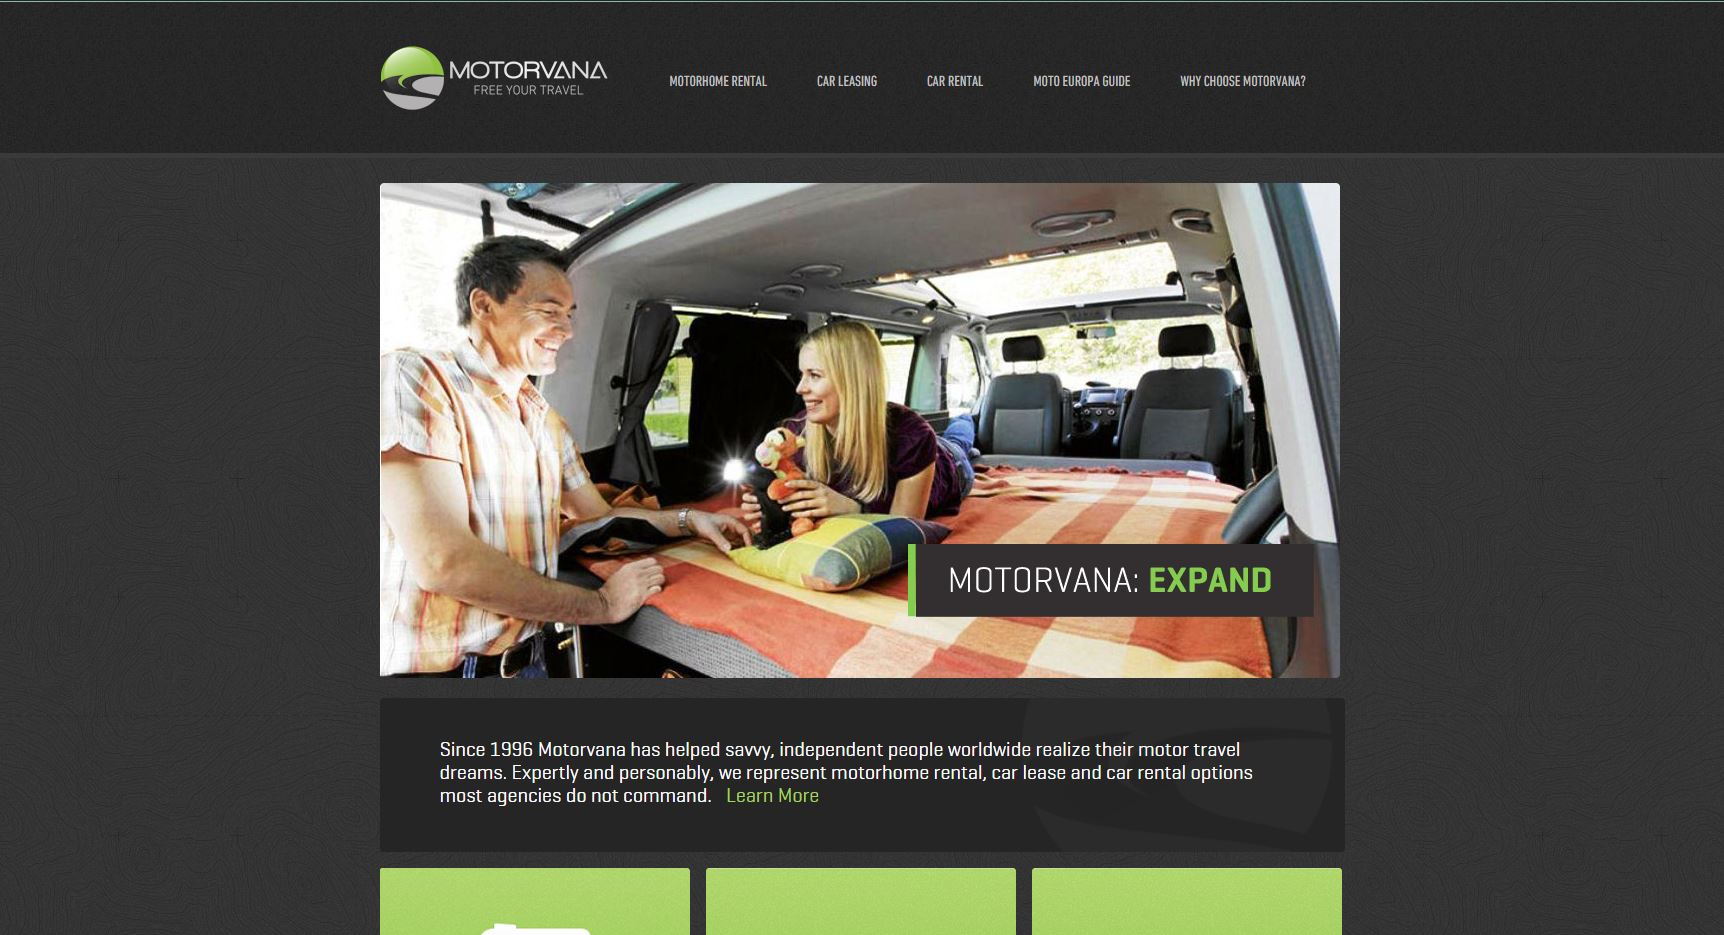 MOTORVANA
FREE YOUR TRAVEL
MOTORHOME RENTAL
CAR LEASING
CAR RENTAL
MOTO EUROPA GUIDE
WHY CHOOSE MOTORVANA?
MOTORVANA: EXPAND
Since 1996 Motorvana has helped savvy, independent people worldwide realize their motor travel
dreams. Expertly and personably, we represent motorhome rental, car lease and car rental options
most agencies do not command. Learn More